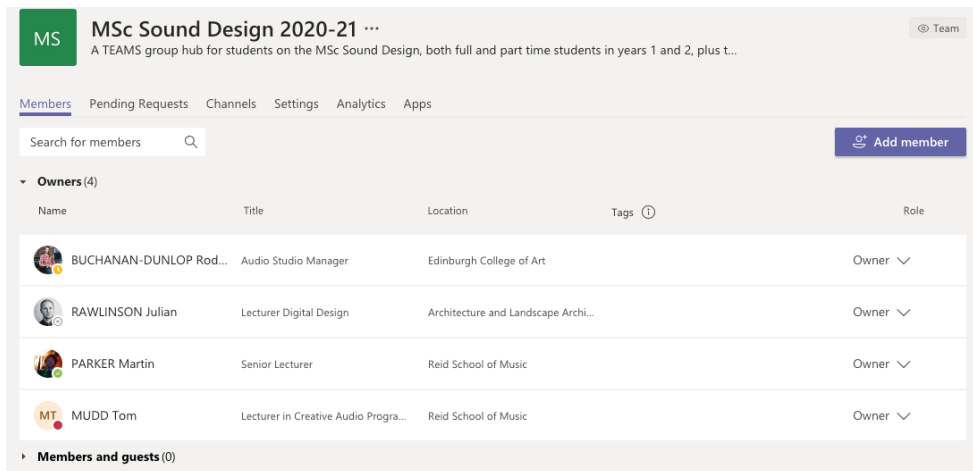 MS
MSc Sound Design 2020-21 ...
Team
A TEAMS group hub for students on the MSc Sound Design, both full and part time students in years 1 and 2, plus t...
Members Pending Requests Channels Settings Analytics Apps
Search for members
Add member
Owners (4)
Name Title Location Tags Role
BUCHANAN-DUNLOP Rod... Audio Studio Manager Edinburgh College of Art Owner
RAWLINSON Julian Lecturer Digital Design Architecture and Landscape Archi... Owner
PARKER Martin Senior Lecturer Reid School of Music Owner
MT MUDD Tom Lecturer in Creative Audio Progra... Reid School of Music Owner
Members and guests (0)